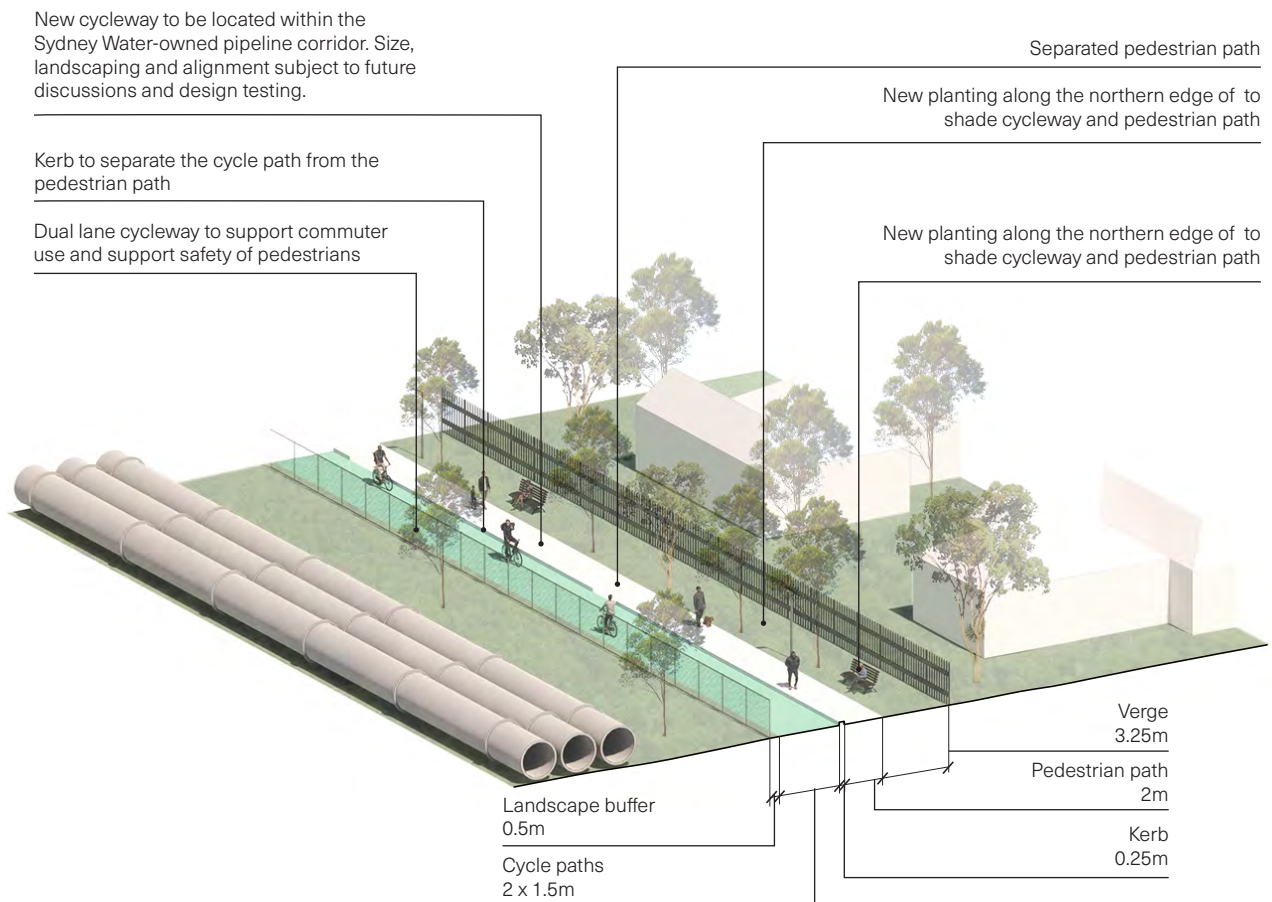 New cycleway to be located within the
Sydney Water-owned pipeline corridor. Size,
landscaping and alignment subject to future
discussions and design testing.
Kerb to separate the cycle path from the
pedestrian path
Dual lane cycleway to support commuter
use and support safety of pedestrians
Separated pedestrian path
New planting along the northern edge of to
shade cycleway and pedestrian path
New planting along the northern edge of to
shade cycleway and pedestrian path
Verge
3.25m
Pedestrian path
2m
Kerb
0.25m
Landscape buffer
0.5m
Cycle paths
2 x 1.5m